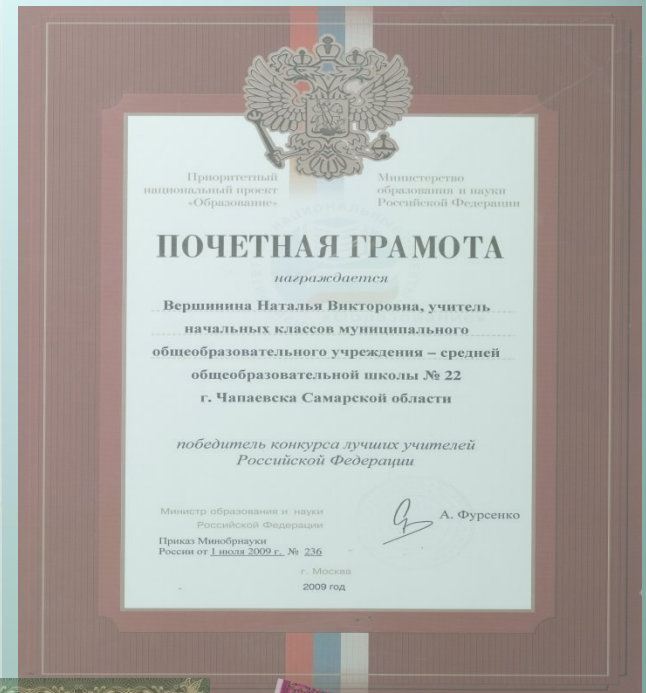 Приоритетный
национальный проект
«Образование»
Министерство
образования и науки
Российской Федерации
ПОЧЕТНАЯ ГРАМОТА
награждается
Вершинина Наталья Викторовна, учитель
начальных классов муниципального
общеобразовательного учреждения – средней
общеобразовательной школы № 22
г. Чапаевска Самарской области
победитель конкурса лучших учителей
Российской Федерации
Министр образования и науки
Российской Федерации
А. Фурсенко
Приказ Минобрнауки
России от 1 июля 2009 г. № 236
г. Москва
2009 год